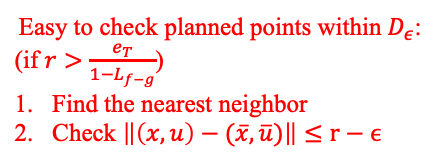 Easy to check planned points within D_ϵ:
(if r > e_T / (1−L_{f−g}))
1. Find the nearest neighbor
2. Check ‖(x, u) − (x̄, ū)‖ ≤ r − ϵ